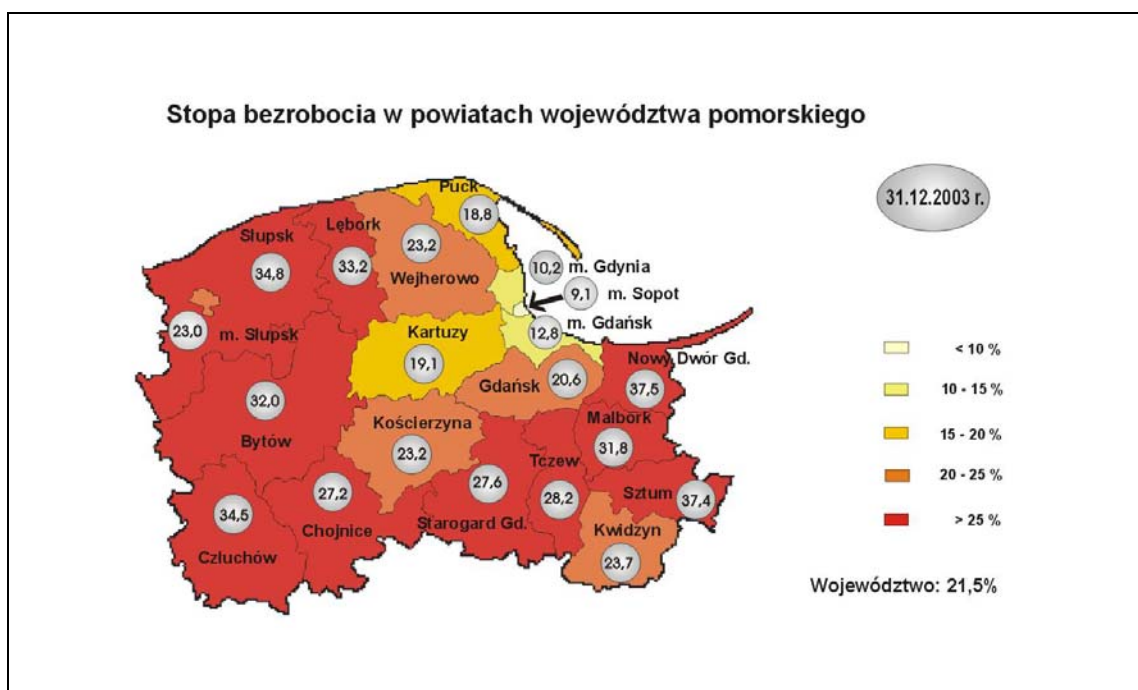 Stopa bezrobocia w powiatach województwa pomorskiego
31.12.2003 r.
Puck
18,8
Lębork
33,2
Słupsk
34,8
23,2
Wejherowo
10,2 m. Gdynia
9,1 m. Sopot
12,8 m. Gdańsk
23,0 m. Słupsk
Kartuzy
19,1
Gdańsk 20,6
Nowy Dwór Gd.
37,5
32,0
Bytów
Kościerzyna
23,2
Malbork
31,8
Tczew
28,2
27,6
Starogard Gd.
27,2
Chojnice
34,5
Człuchów
Sztum 37,4
Kwidzyn
23,7
< 10 %
10 - 15 %
15 - 20 %
20 - 25 %
> 25 %
Województwo: 21,5%